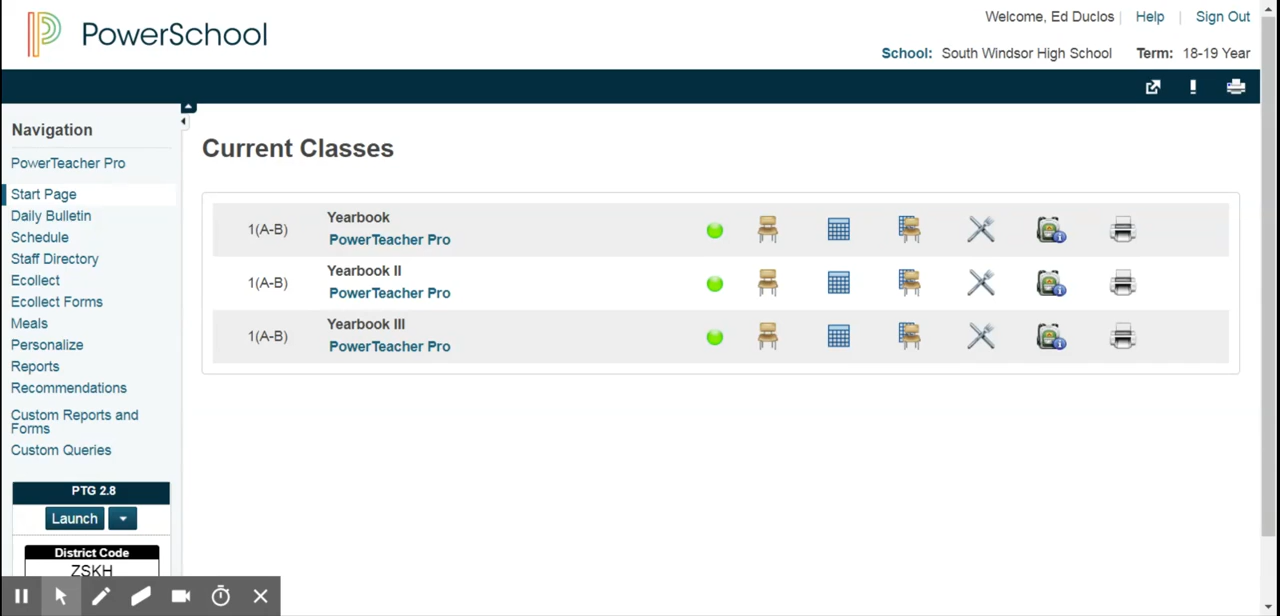 PowerSchool
Welcome, Ed Duclos
Help
Sign Out
School: South Windsor High School Term: 18-19 Year
Navigation
PowerTeacher Pro
Start Page
Daily Bulletin
Schedule
Staff Directory
Ecollect
Ecollect Forms
Meals
Personalize
Reports
Recommendations
Custom Reports and
Forms
Custom Queries
PTG 2.8
Launch
District Code
ZSKH
Current Classes
1(A-B)
Yearbook
PowerTeacher Pro
1(A-B)
Yearbook II
PowerTeacher Pro
1(A-B)
Yearbook III
PowerTeacher Pro